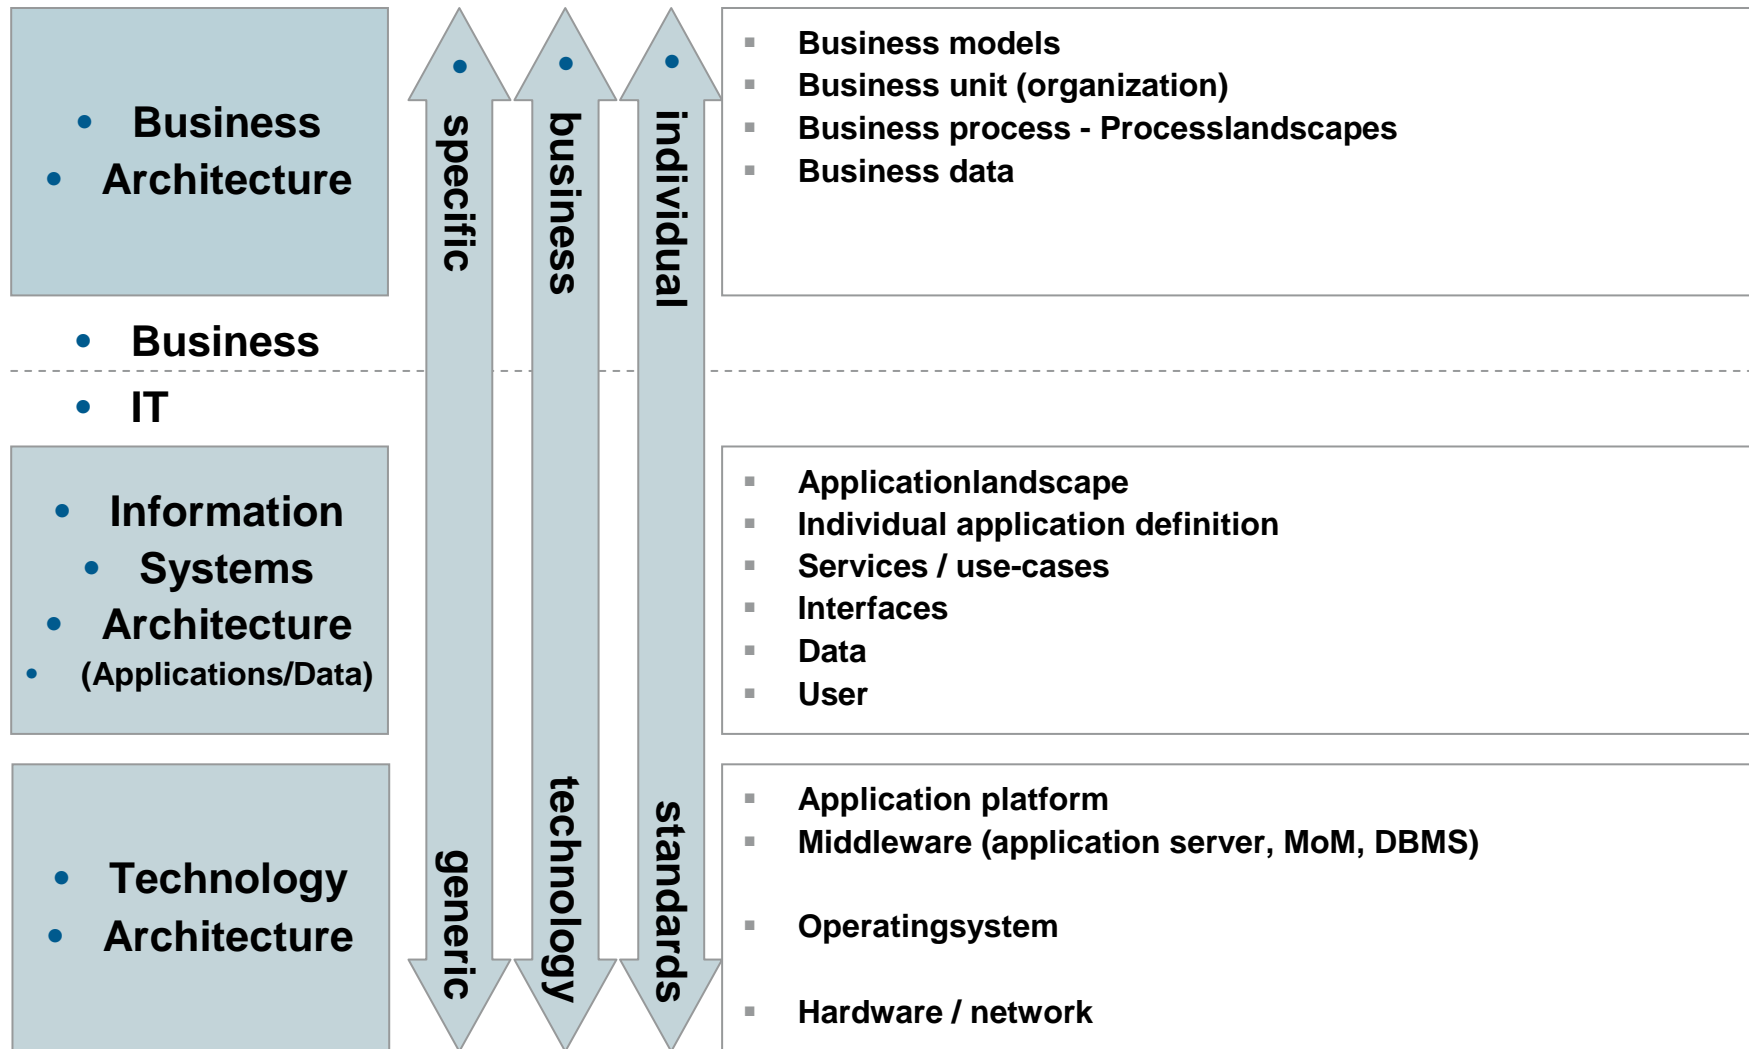 Business
Architecture
specific
business
individual
Business models
Business unit (organization)
Business process - Processlandscapes
Business data
Business
IT
Information
Systems
Architecture
(Applications/Data)
Applicationlandscape
Individual application definition
Services / use-cases
Interfaces
Data
User
Technology
Architecture
generic
technology
standards
Application platform
Middleware (application server, MoM, DBMS)
Operatingsystem
Hardware / network